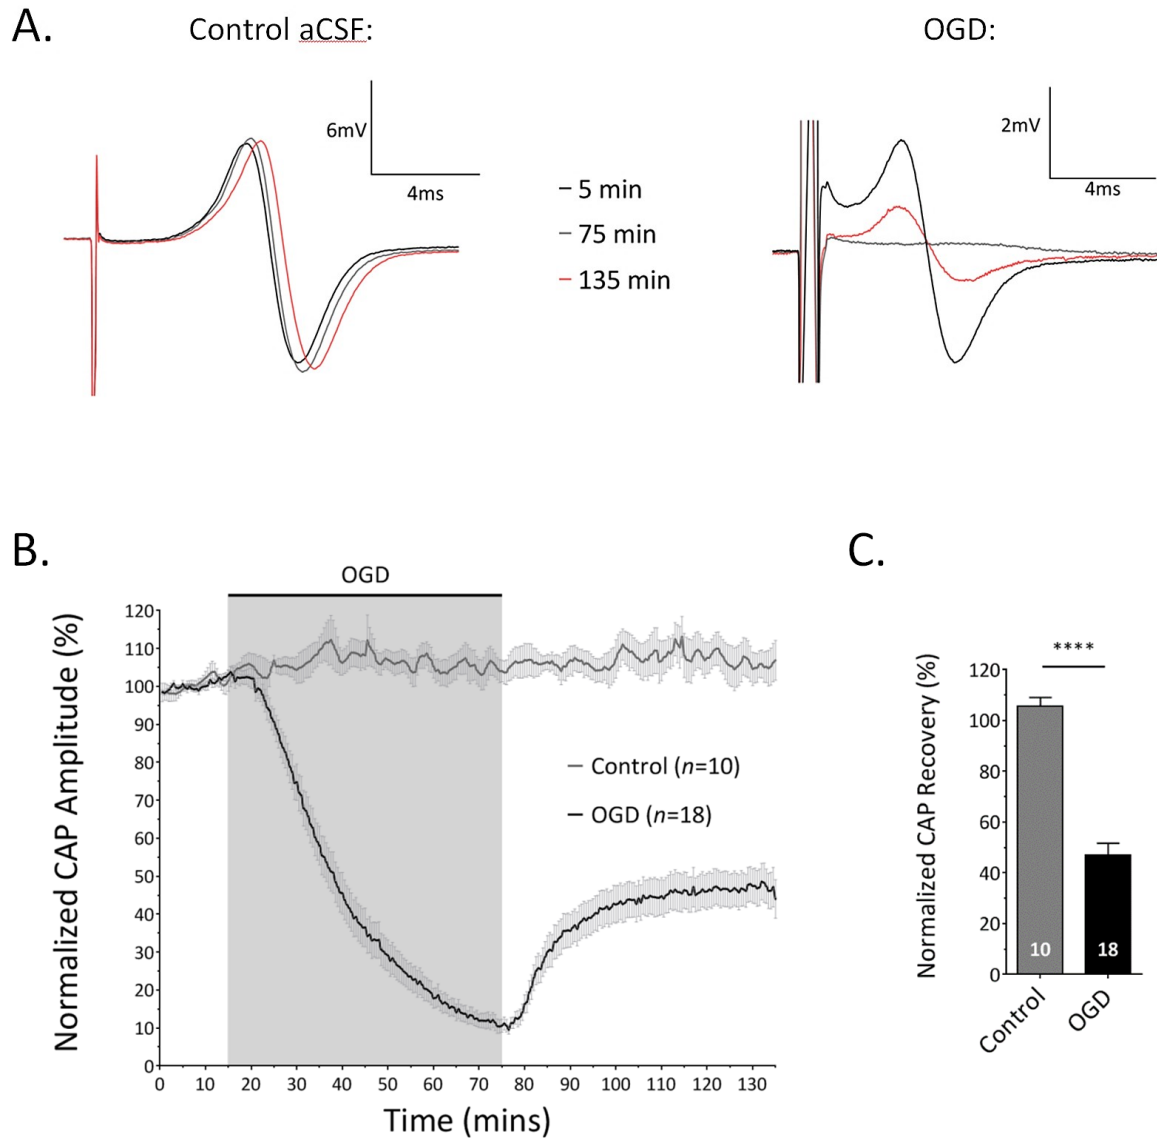 A.
Control aCSF:
OGD:
6mV
4ms
2mV
4ms
– 5 min
– 75 min
– 135 min
B.
C.
OGD
Normalized CAP Amplitude (%)
120
110
100
90
80
70
60
50
40
30
20
10
0
0 10 20 30 40 50 60 70 80 90 100 110 120 130
Time (mins)
– Control (n=10)
– OGD (n=18)
Normalized CAP Recovery (%)
120
100
80
60
40
20
0
****
10
18
Control
OGD